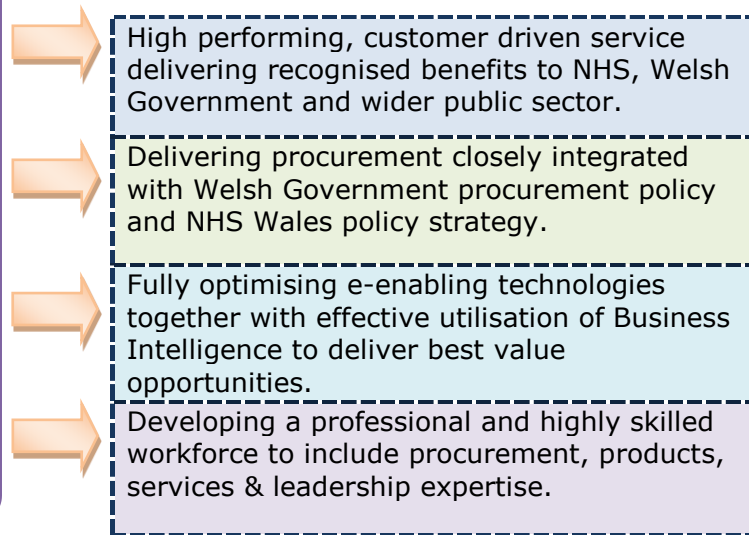 High performing, customer driven service
delivering recognised benefits to NHS, Welsh
Government and wider public sector.
Delivering procurement closely integrated
with Welsh Government procurement policy
and NHS Wales policy strategy.
Fully optimising e-enabling technologies
together with effective utilisation of Business
Intelligence to deliver best value
opportunities.
Developing a professional and highly skilled
workforce to include procurement, products,
services & leadership expertise.